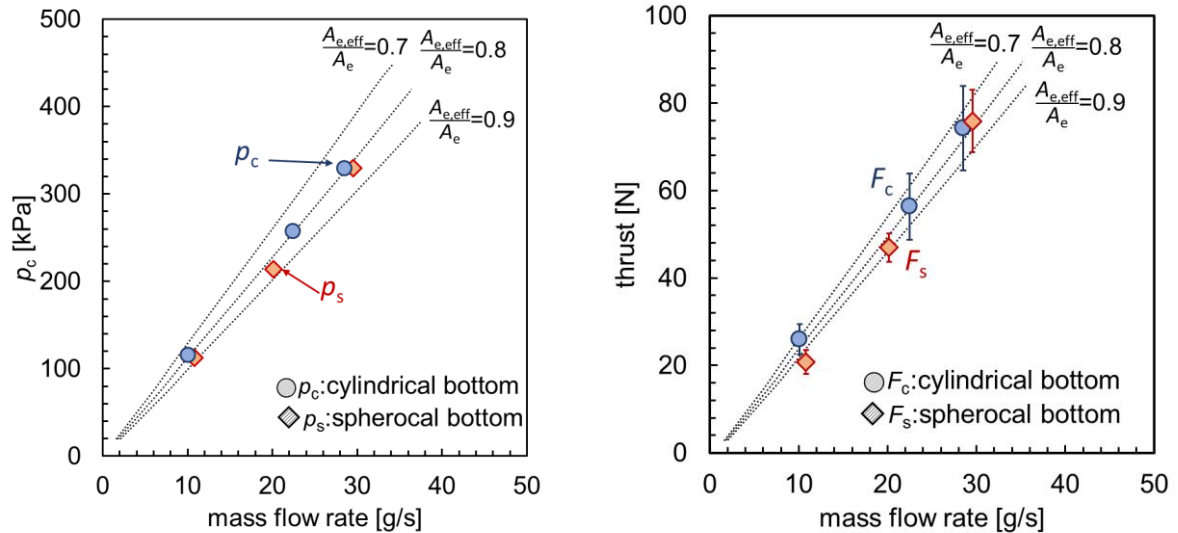 500
400
300
200
100
0
p_c [kPa]
A_e,eff/A_e=0.7
A_e,eff/A_e=0.8
A_e,eff/A_e=0.9
p_c
p_s
p_c:cylindrical bottom
p_s:spherocal bottom
0 10 20 30 40 50
mass flow rate [g/s]
100
80
60
40
20
0
thrust [N]
A_e,eff/A_e=0.7
A_e,eff/A_e=0.8
A_e,eff/A_e=0.9
F_c
F_s
F_c:cylindrical bottom
F_s:spherocal bottom
0 10 20 30 40 50
mass flow rate [g/s]